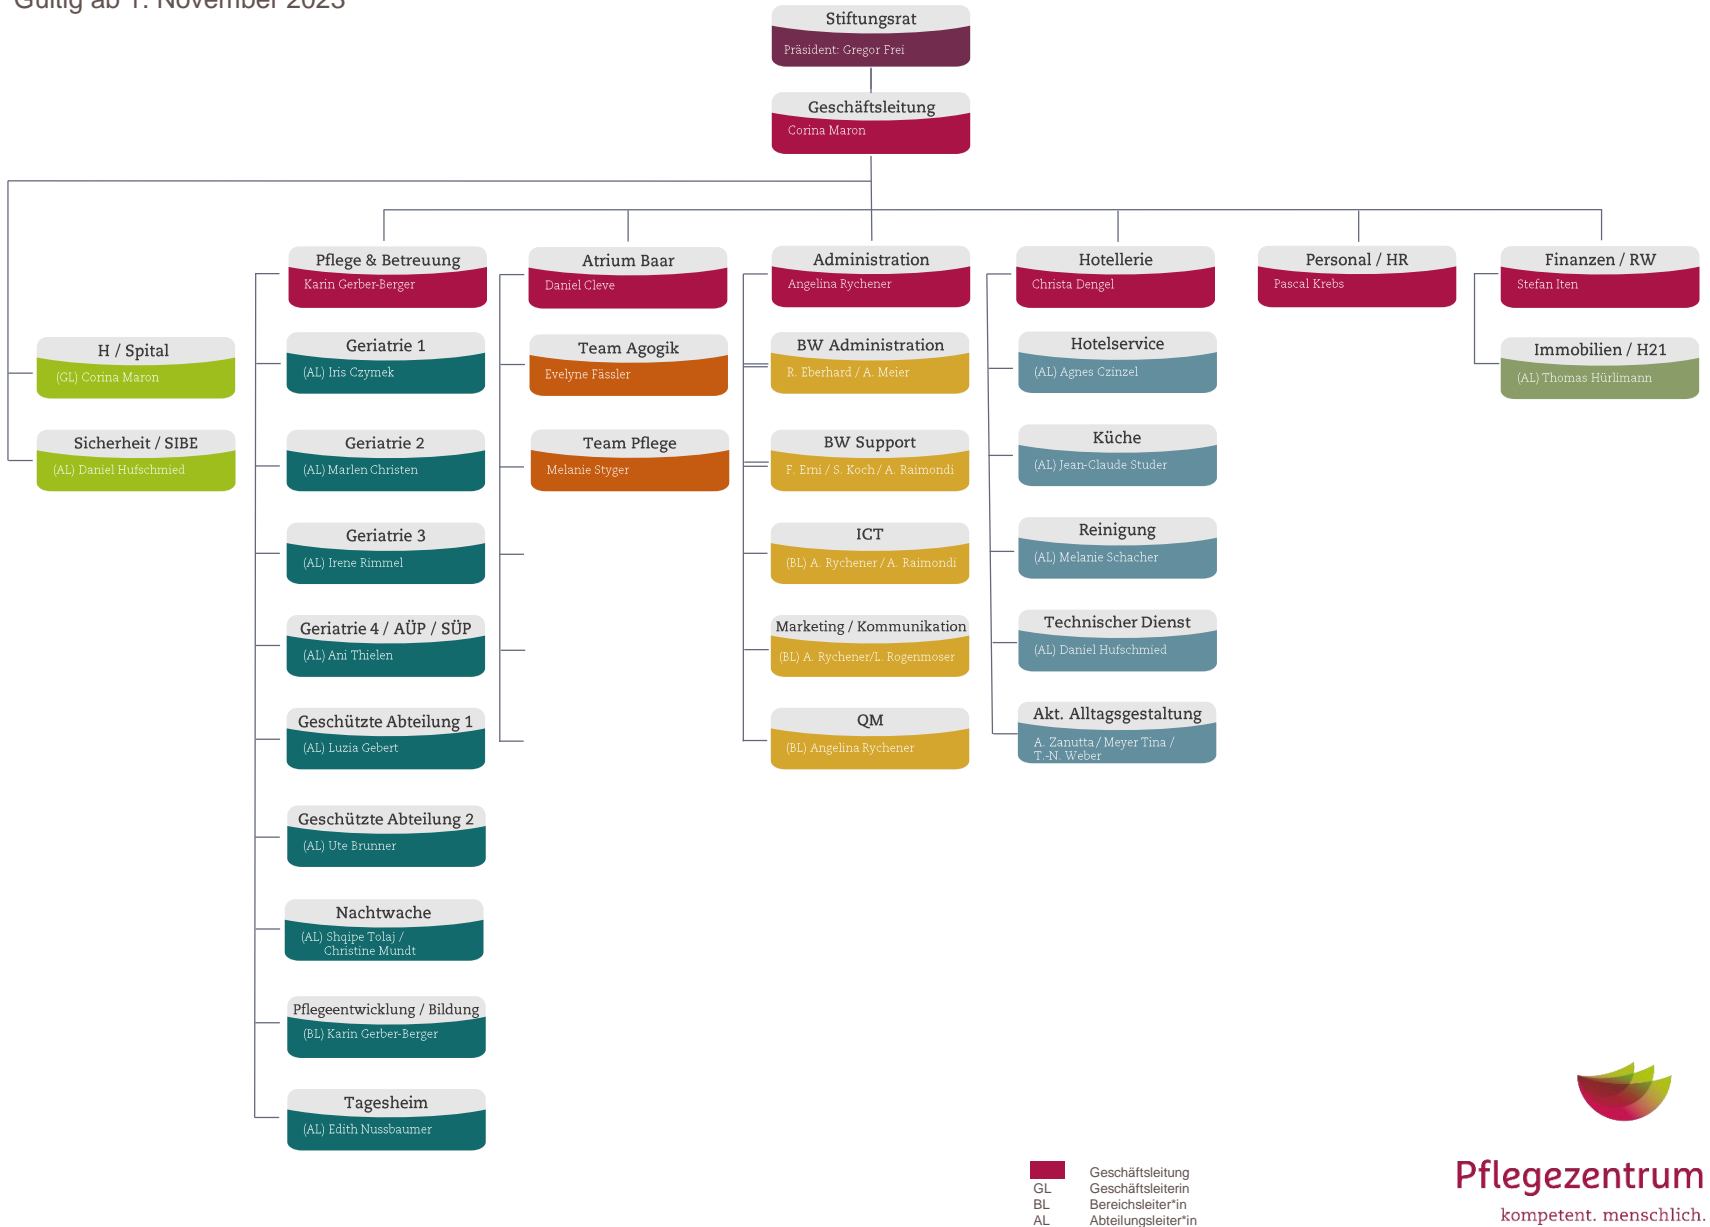 Gültig ab 1. November 2023
Stiftungsrat
Präsident: Gregor Frei
Geschäftsleitung
Corina Maron
H / Spital
(GL) Corina Maron
Sicherheit / SIBE
(AL) Daniel Hufschmied
Pflege & Betreuung
Karin Gerber-Berger
Geriatrie 1
(AL) Iris Czymek
Geriatrie 2
(AL) Marlen Christen
Geriatrie 3
(AL) Irene Rimmel
Geriatrie 4 / AÜP / SÜP
(AL) Ani Thielen
Geschützte Abteilung 1
(AL) Luzia Gebert
Geschützte Abteilung 2
(AL) Ute Brunner
Nachtwache
(AL) Shqipe Tolaj /
Christine Mundt
Pflegeentwicklung / Bildung
(BL) Karin Gerber-Berger
Tagesheim
(AL) Edith Nussbaumer
Atrium Baar
Daniel Cleve
Team Agogik
Evelyne Fässler
Team Pflege
Melanie Styger
Administration
Angelina Rychener
BW Administration
R. Eberhard / A. Meier
BW Support
F. Erni / S. Koch / A. Raimondi
ICT
(BL) A. Rychener / A. Raimondi
Marketing / Kommunikation
(BL) A. Rychener/L. Rogenmoser
QM
(BL) Angelina Rychener
Hotellerie
Christa Dengel
Hotelservice
(AL) Agnes Czinzel
Küche
(AL) Jean-Claude Studer
Reinigung
(AL) Melanie Schacher
Technischer Dienst
(AL) Daniel Hufschmied
Akt. Alltagsgestaltung
A. Zanutta / Meyer Tina /
T.-N. Weber
Personal / HR
Pascal Krebs
Finanzen / RW
Stefan Iten
Immobilien / H21
(AL) Thomas Hürlimann
Geschäftsleitung
GL Geschäftsleiterin
BL Bereichsleiter*in
AL Abteilungsleiter*in
Pflegezentrum
kompetent. menschlich.